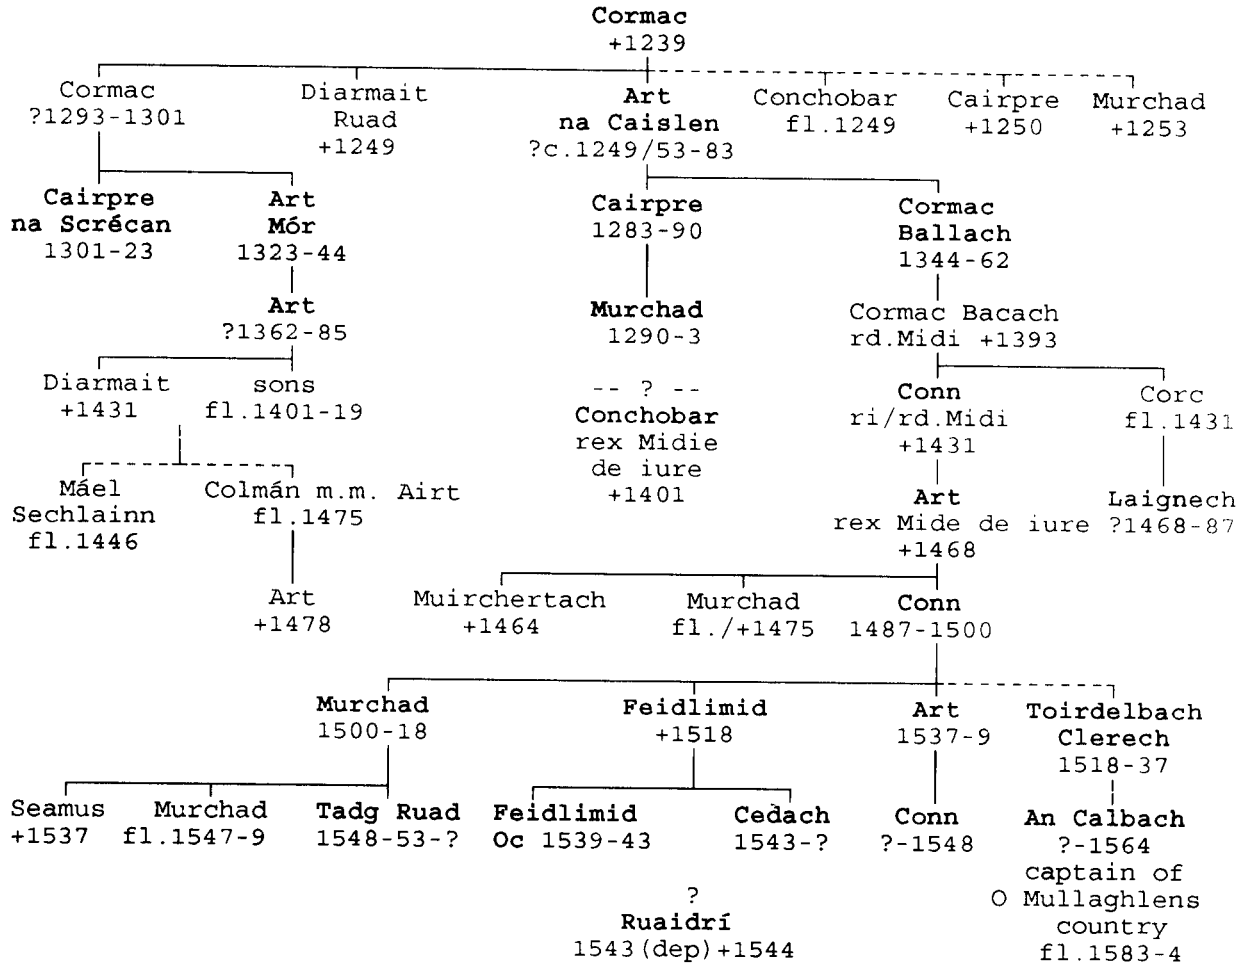 Cormac
+1239
Cormac
?1293-1301
Diarmait
Ruad
+1249
Art
na Caislen
?c.1249/53-83
Conchobar
fl.1249
Cairpre
+1250
Murchad
+1253
Cairpre
na Scrécan
1301-23
Art
Mór
1323-44
Cairpre
1283-90
Cormac
Ballach
1344-62
Art
?1362-85
Murchad
1290-3
Cormac Bacach
rd.Midi +1393
Diarmait
+1431
sons
fl.1401-19
-- ? --
Conchobar
rex Midie
de iure
+1401
Conn
ri/rd.Midi
+1431
Corc
fl.1431
Máel
Sechlainn
fl.1446
Colmán m.m. Airt
fl.1475
Art
rex Mide de iure
+1468
Laignech
?1468-87
Art
+1478
Muirchertach
+1464
Murchad
fl./+1475
Conn
1487-1500
Murchad
1500-18
Feidlimid
+1518
Art
1537-9
Toirdelbach
Clerech
1518-37
Seamus
+1537
Murchad
fl.1547-9
Tadg Ruad
1548-53-?
Feidlimid
Oc 1539-43
Cedach
1543-?
Conn
?-1548
An Calbach
?-1564
captain of
O Mullaghlens
country
fl.1583-4
?
Ruaidrí
1543(dep)+1544